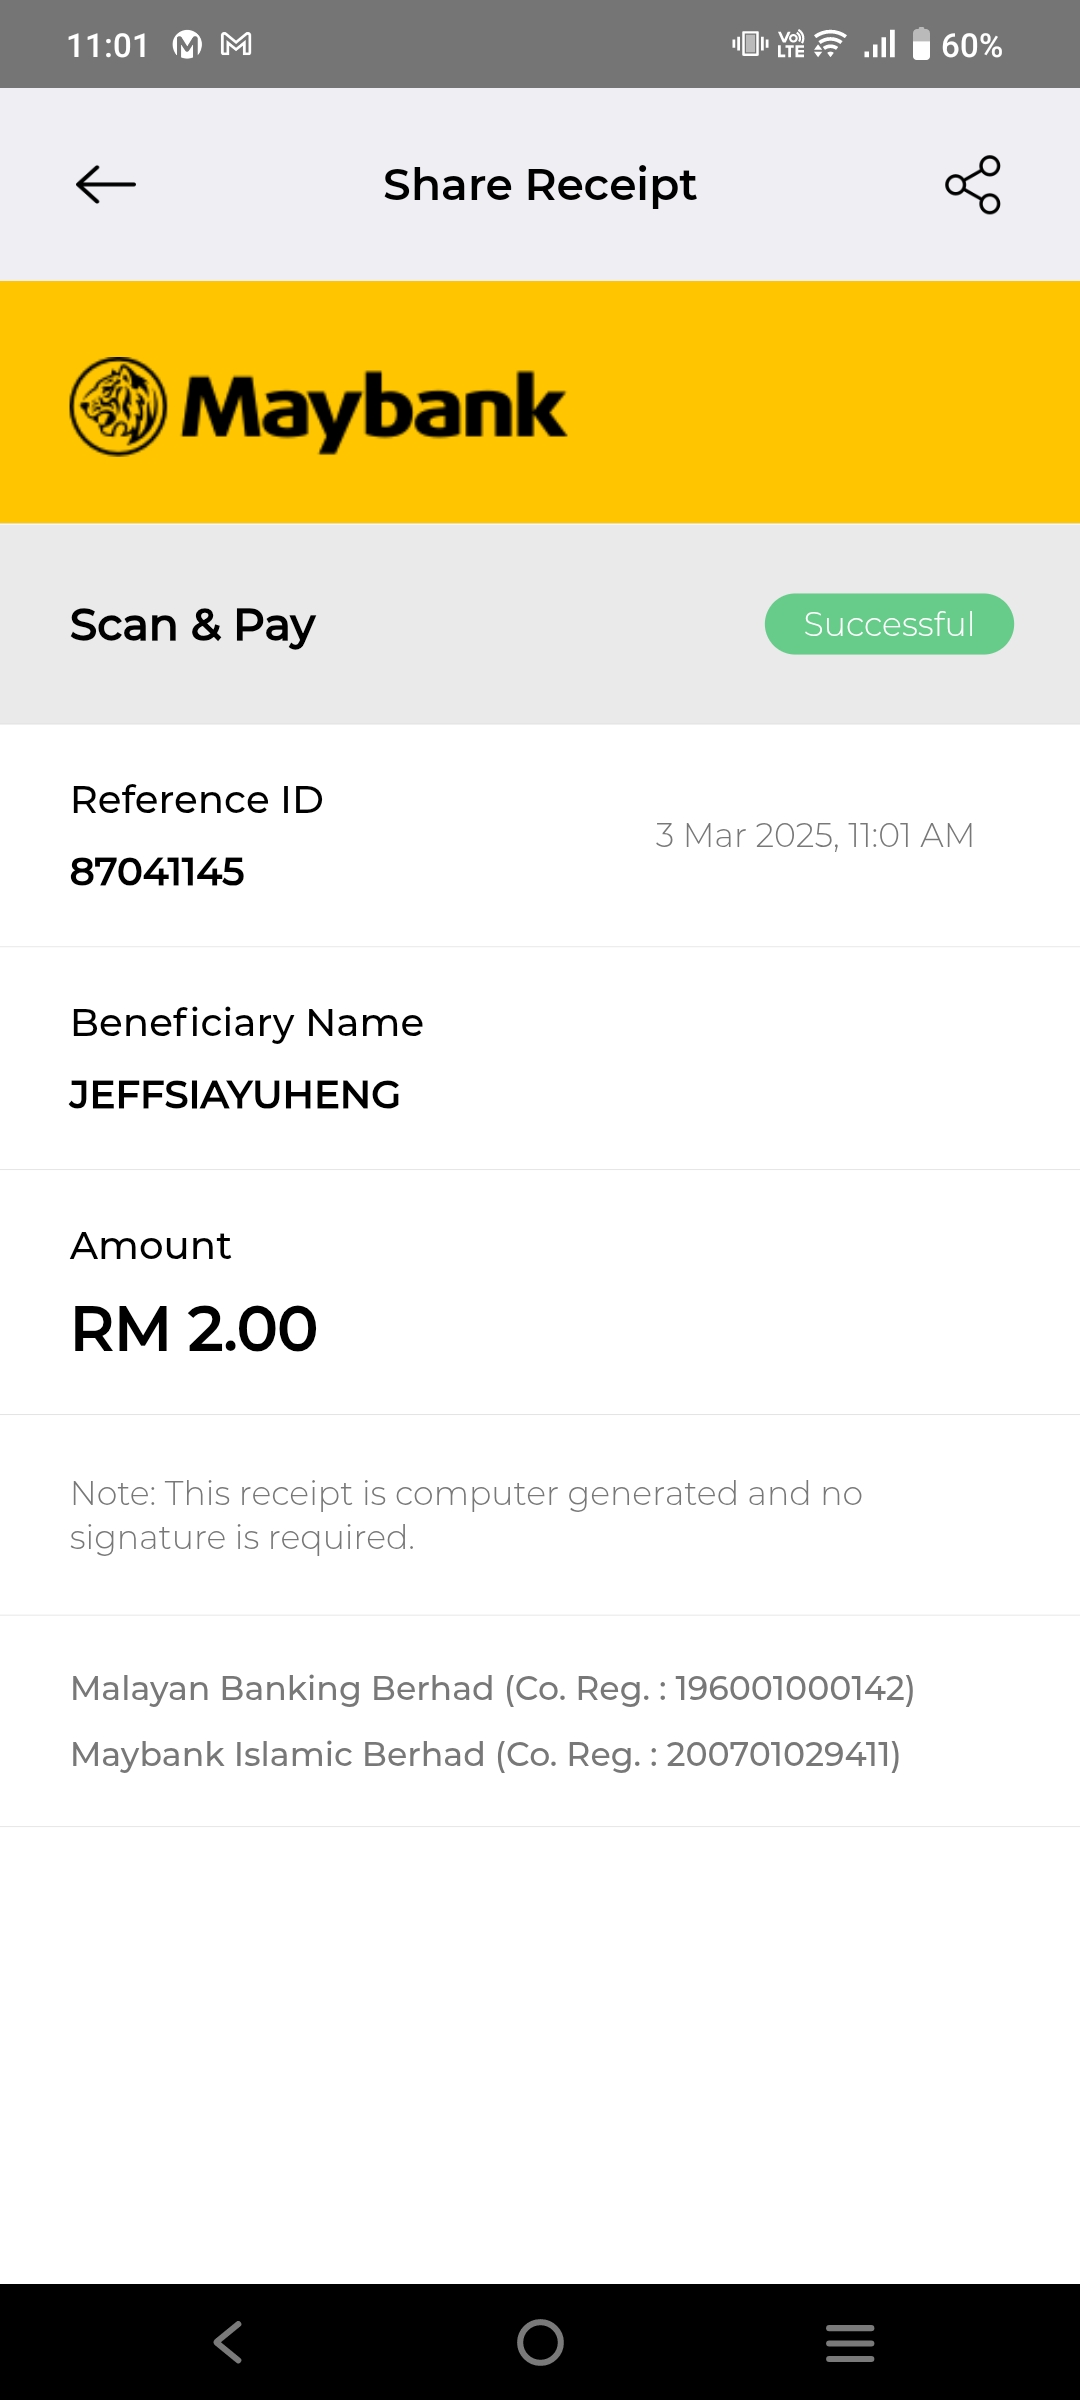 11:01
Vo) LTE
60%
Share Receipt
Maybank
Scan & Pay
Successful
Reference ID
3 Mar 2025, 11:01 AM
87041145
Beneficiary Name
JEFFSIAYUHENG
Amount
RM 2.00
Note: This receipt is computer generated and no
signature is required.
Malayan Banking Berhad (Co. Reg. : 196001000142)
Maybank Islamic Berhad (Co. Reg. : 200701029411)